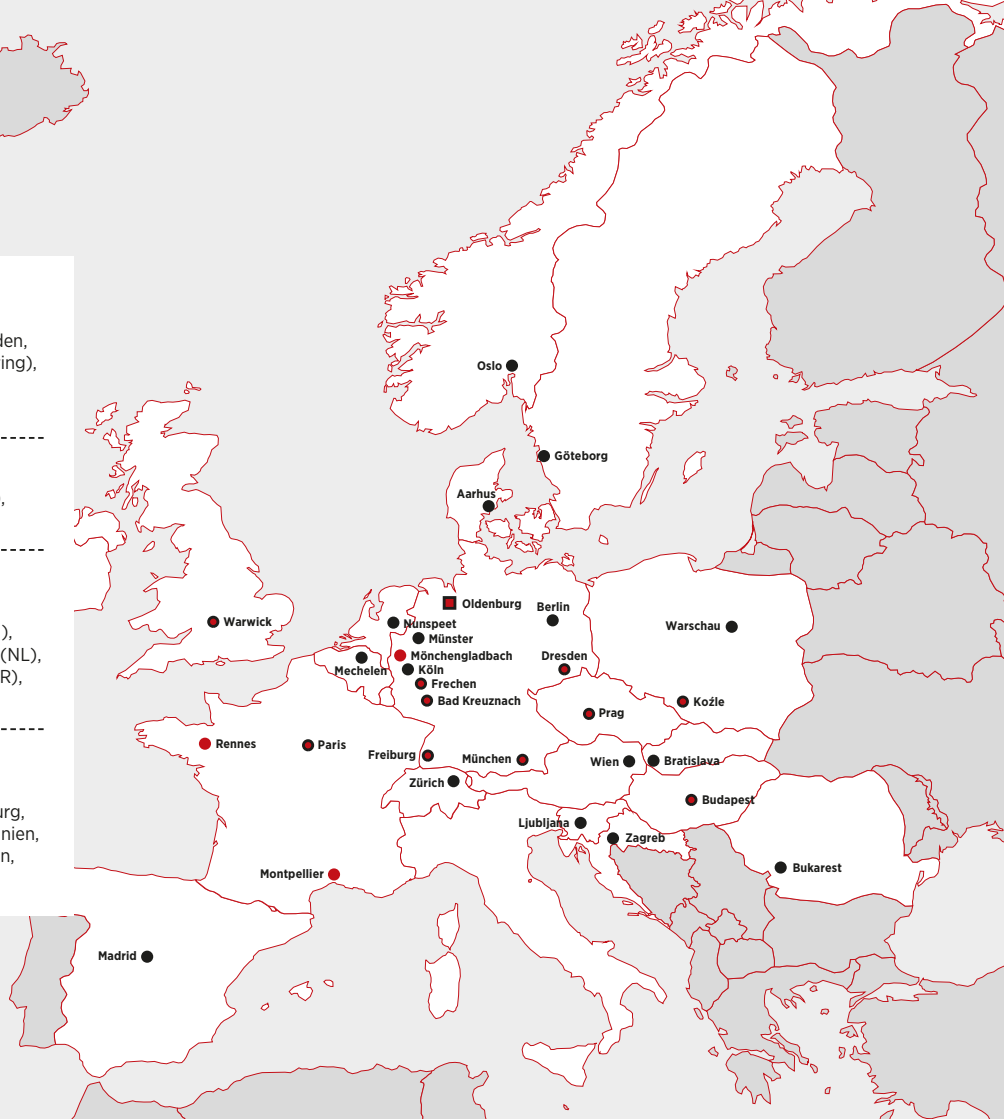 den,
ing),
,
),
(NL),
R),
urg,
nien,
n,
Oslo
Göteborg
Aarhus
Oldenburg
Berlin
Warwick
Nunspeet
Warschau
Münster
Mönchengladbach
Dresden
Mechelen
Köln
Frechen
Bad Kreuznach
Koźle
Prag
Rennes
Paris
Freiburg
München
Wien
Bratislava
Zürich
Budapest
Ljubljana
Zagreb
Bukarest
Montpellier
Madrid